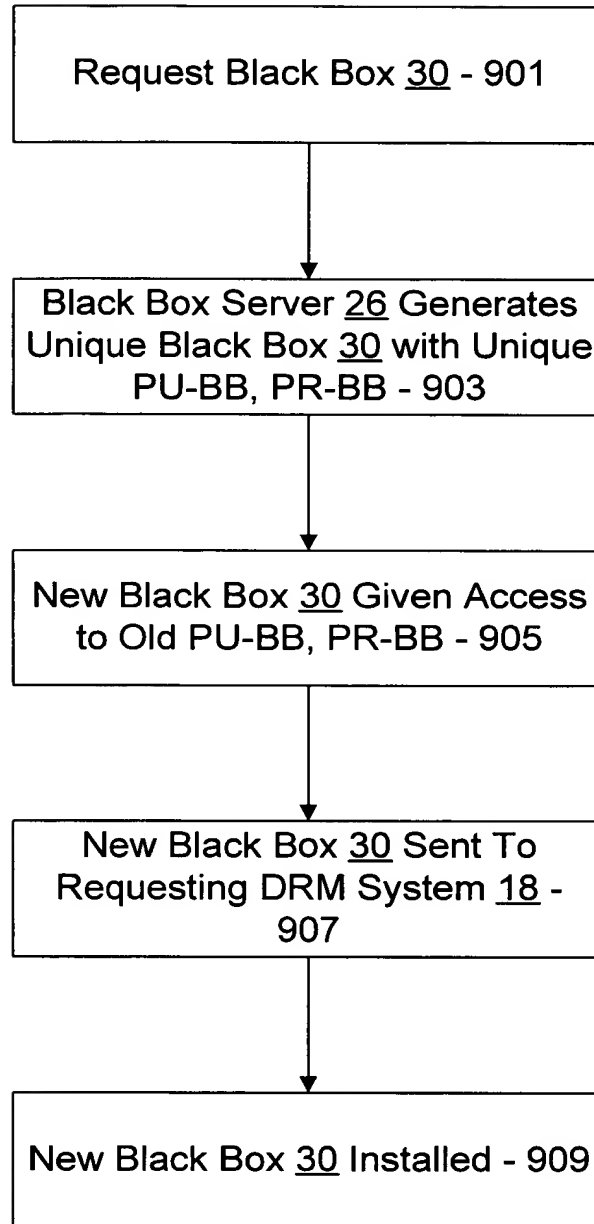 Request Black Box 30 - 901
Black Box Server 26 Generates
Unique Black Box 30 with Unique
PU-BB, PR-BB - 903
New Black Box 30 Given Access
to Old PU-BB, PR-BB - 905
New Black Box 30 Sent To
Requesting DRM System 18 -
907
New Black Box 30 Installed - 909